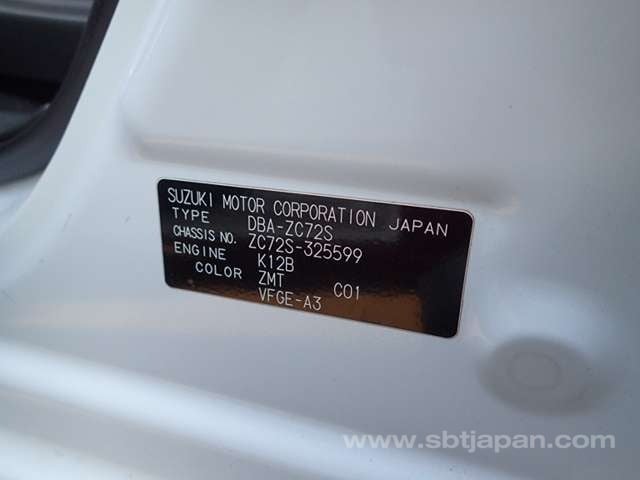 SUZUKI MOTOR CORPORATION JAPAN
TYPE DBA-ZC72S
CHASSIS NO. ZC72S-325599
ENGINE K12B
COLOR ZMT C01
VFGE-A3
www.sbtjapan.com